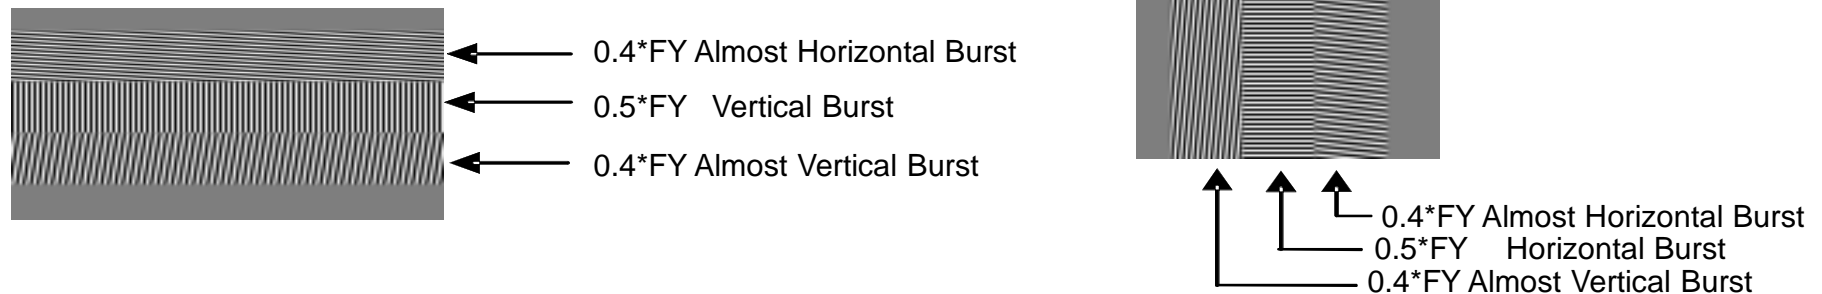 0.4*FY Almost Horizontal Burst
0.5*FY Vertical Burst
0.4*FY Almost Vertical Burst
0.4*FY Almost Horizontal Burst
0.5*FY Horizontal Burst
0.4*FY Almost Vertical Burst